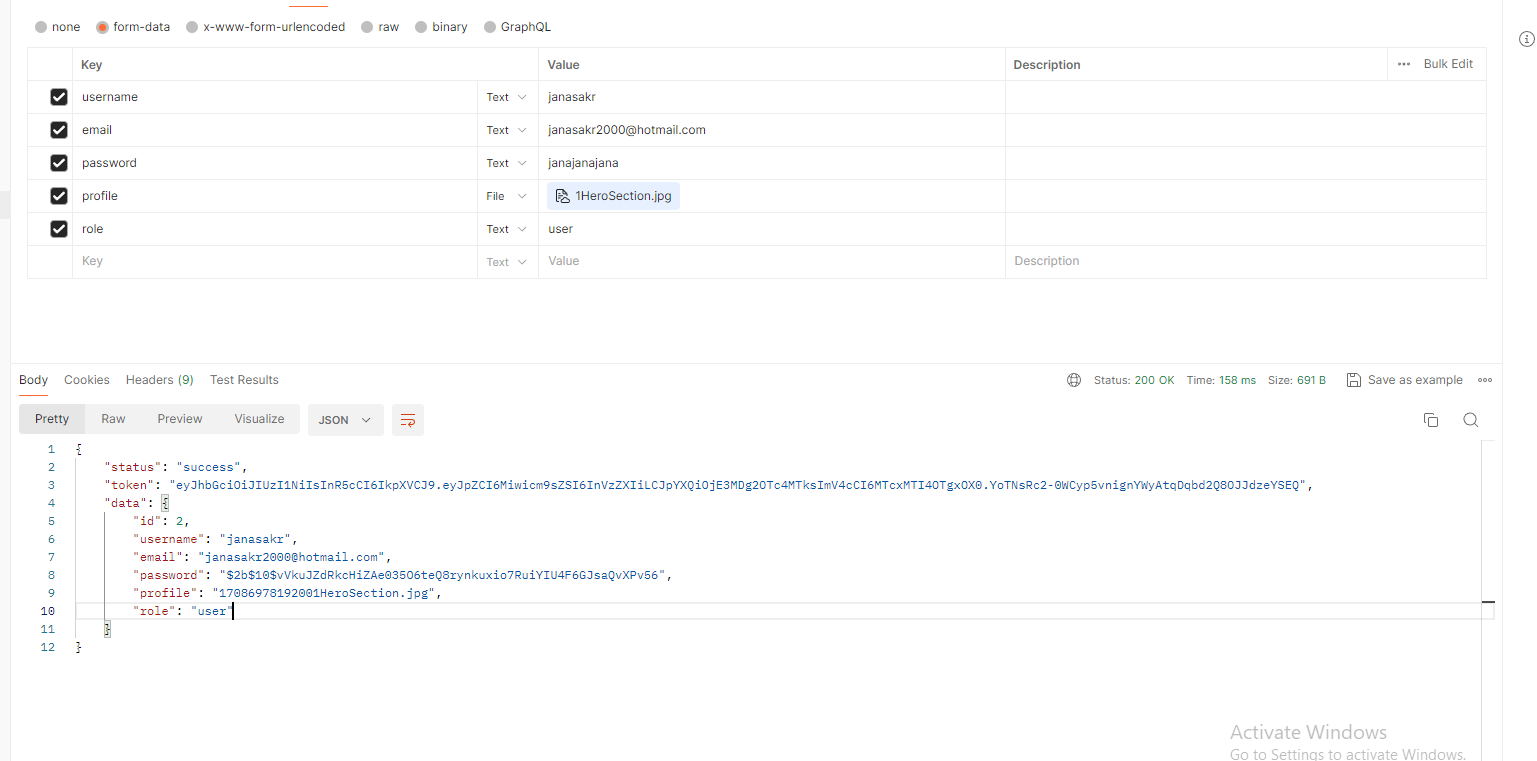 none form-data x-www-form-urlencoded raw binary GraphQL
Key Value Description ••• Bulk Edit
username Text janasakr
email Text janasakr2000@hotmail.com
password Text janajanajana
profile File 1HeroSection.jpg
role Text user
Key Text Value Description
Body Cookies Headers (9) Test Results Status: 200 OK Time: 158 ms Size: 691 B Save as example
Pretty Raw Preview Visualize JSON
1 {
2 "status": "success",
3 "token": "eyJhbGciOiJIUzI1NiIsInR5cCI6IkpXVCJ9.eyJpZCI6Miwicm9sZSI6InVzZXIiLCJpYXQiOjE3MDg2OTc4MTksImV4cCI6MTcxMTI4OTgxOX0.YoTNsRc2-0WCyp5vnignYWyAtqDqbd2Q8OJJdzeYSEQ",
4 "data": {
5 "id": 2,
6 "username": "janasakr",
7 "email": "janasakr2000@hotmail.com",
8 "password": "$2b$10$vVkuJZdRkcHiZAe035O6teQ8rynkuxio7RuiYIU4F6GJsaQvXPv56",
9 "profile": "17086978192001HeroSection.jpg",
10 "role": "user"
11 }
12 }
Activate Windows
Go to Settings to activate Windows.